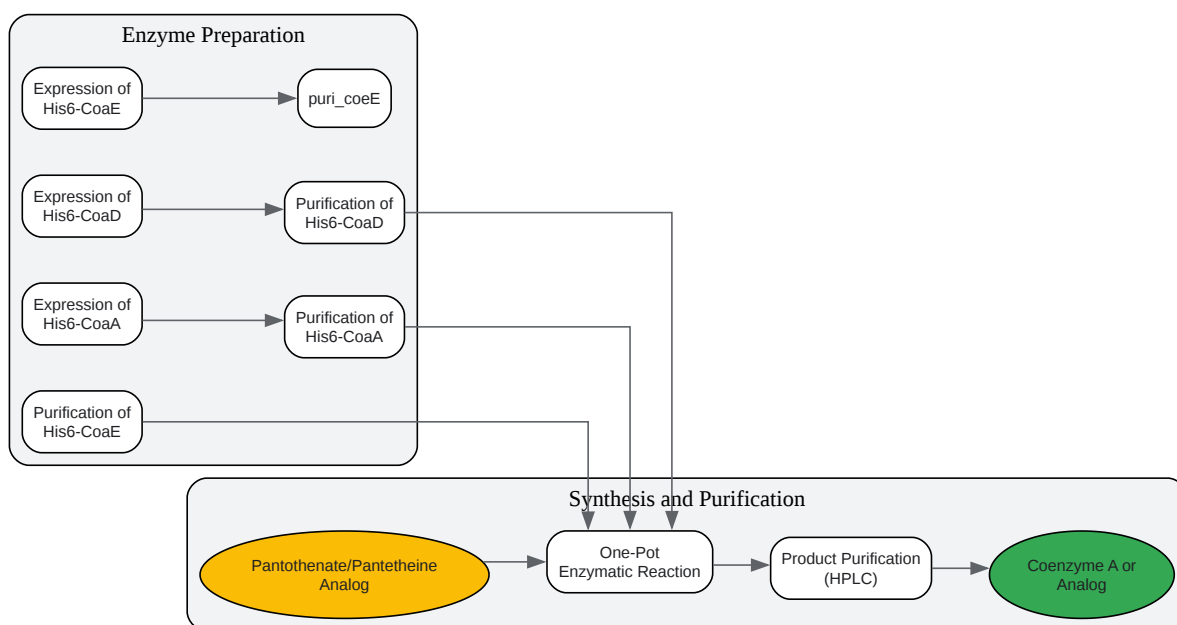 Enzyme Preparation
Expression of
His6-CoaE
puri_coeE
Expression of
His6-CoaD
Purification of
His6-CoaD
Expression of
His6-CoaA
Purification of
His6-CoaA
Purification of
His6-CoaE
Synthesis and Purification
Pantothenate/Pantetheine
Analog
One-Pot
Enzymatic Reaction
Product Purification
(HPLC)
Coenzyme A or
Analog